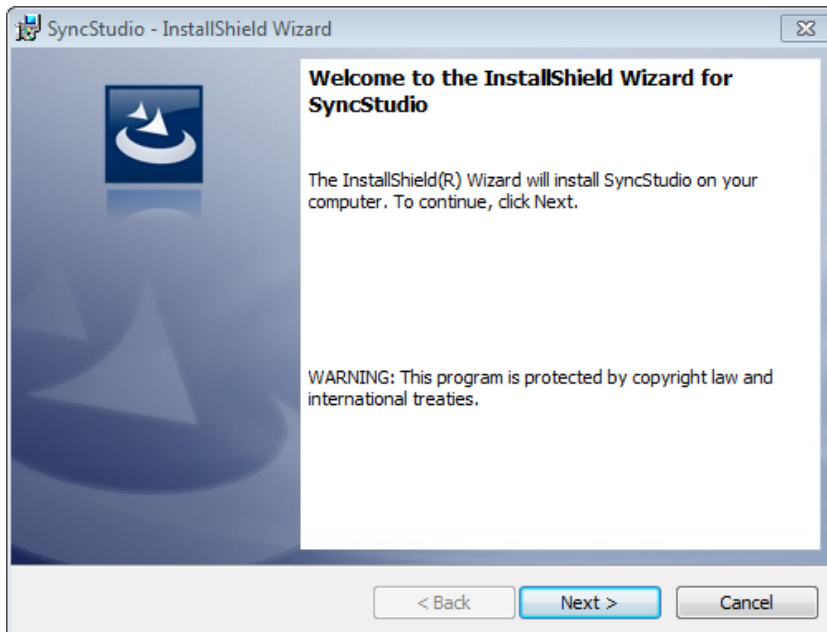 SyncStudio - InstallShield Wizard
Welcome to the InstallShield Wizard for
SyncStudio
The InstallShield(R) Wizard will install SyncStudio on your
computer. To continue, click Next.
WARNING: This program is protected by copyright law and
international treaties.
< Back
Next >
Cancel